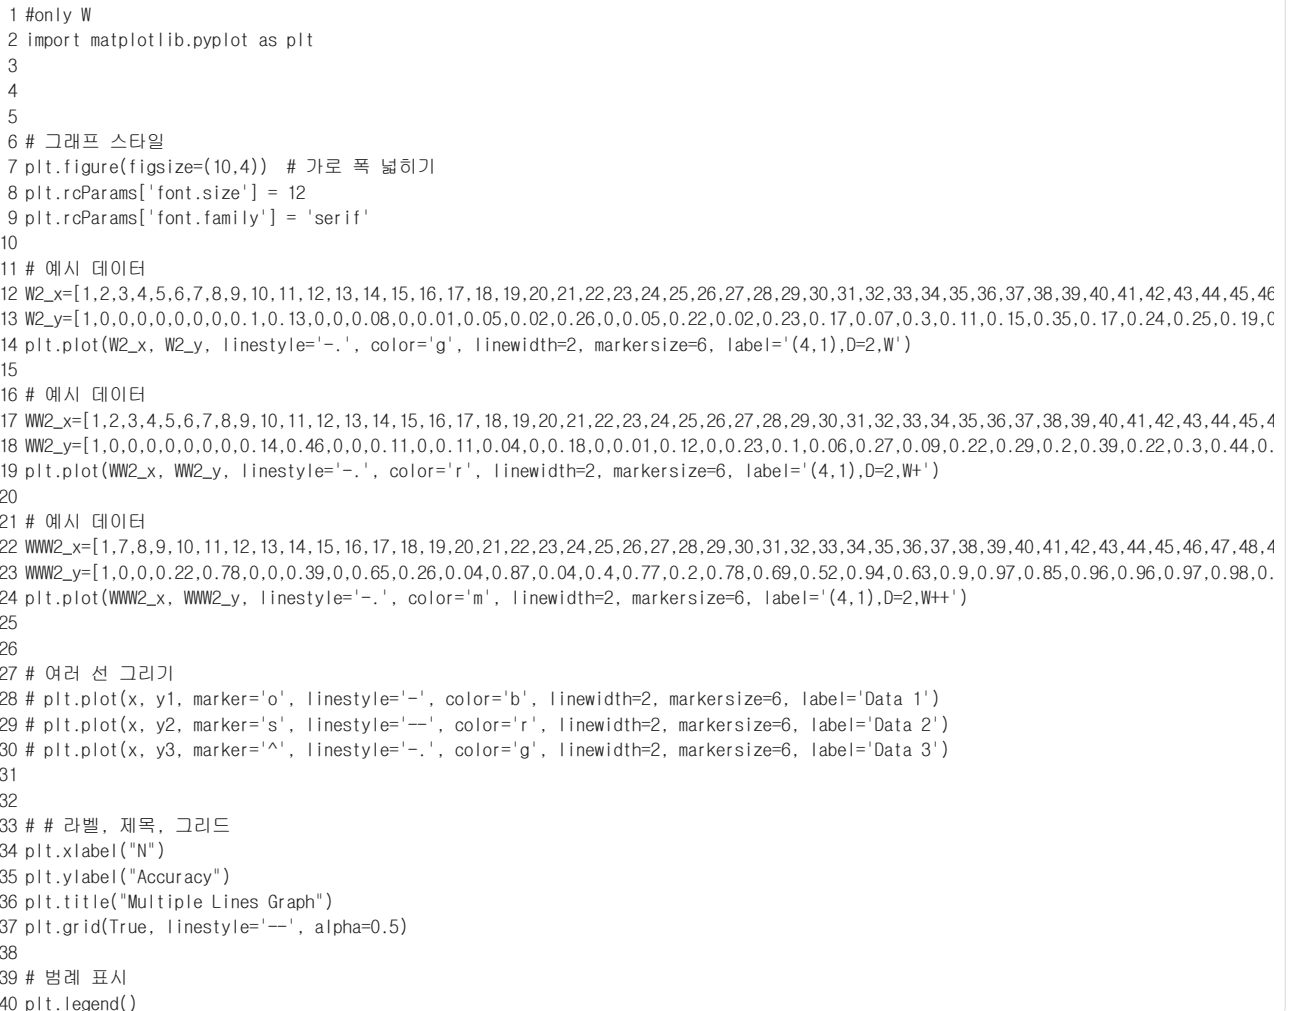 1 #only W
2 import matplotlib.pyplot as plt
3
4
5
6 # 그래프 스타일
7 plt.figure(figsize=(10,4))  # 가로 폭 넓히기
8 plt.rcParams['font.size'] = 12
9 plt.rcParams['font.family'] = 'serif'
10
11 # 예시 데이터
12 W2_x=[1,2,3,4,5,6,7,8,9,10,11,12,13,14,15,16,17,18,19,20,21,22,23,24,25,26,27,28,29,30,31,32,33,34,35,36,37,38,39,40,41,42,43,44,45,46
13 W2_y=[1,0,0,0,0,0,0,0,0.1,0.13,0,0,0.08,0,0.01,0.05,0.02,0.26,0,0.05,0.22,0.02,0.23,0.17,0.07,0.3,0.11,0.15,0.35,0.17,0.24,0.25,0.19,0
14 plt.plot(W2_x, W2_y, linestyle='-.', color='g', linewidth=2, markersize=6, label='(4,1),D=2,W')
15
16 # 예시 데이터
17 WW2_x=[1,2,3,4,5,6,7,8,9,10,11,12,13,14,15,16,17,18,19,20,21,22,23,24,25,26,27,28,29,30,31,32,33,34,35,36,37,38,39,40,41,42,43,44,45,4
18 WW2_y=[1,0,0,0,0,0,0,0,0.14,0.46,0,0,0.11,0,0.11,0.04,0,0.18,0,0.01,0.12,0,0.23,0.1,0.06,0.27,0.09,0.22,0.29,0.2,0.39,0.22,0.3,0.44,0.
19 plt.plot(WW2_x, WW2_y, linestyle='-.', color='r', linewidth=2, markersize=6, label='(4,1),D=2,W+')
20
21 # 예시 데이터
22 WWW2_x=[1,7,8,9,10,11,12,13,14,15,16,17,18,19,20,21,22,23,24,25,26,27,28,29,30,31,32,33,34,35,36,37,38,39,40,41,42,43,44,45,46,47,48,4
23 WWW2_y=[1,0,0,0.22,0.78,0,0,0.39,0,0.65,0.26,0.04,0.87,0.04,0.4,0.77,0.2,0.78,0.69,0.52,0.94,0.63,0.9,0.97,0.85,0.96,0.96,0.97,0.98,0.
24 plt.plot(WWW2_x, WWW2_y, linestyle='-.', color='m', linewidth=2, markersize=6, label='(4,1),D=2,W++')
25
26
27 # 여러 선 그리기
28 # plt.plot(x, y1, marker='o', linestyle='-', color='b', linewidth=2, markersize=6, label='Data 1')
29 # plt.plot(x, y2, marker='s', linestyle='--', color='r', linewidth=2, markersize=6, label='Data 2')
30 # plt.plot(x, y3, marker='^', linestyle='-.', color='g', linewidth=2, markersize=6, label='Data 3')
31
32
33 # # 라벨, 제목, 그리드
34 plt.xlabel("N")
35 plt.ylabel("Accuracy")
36 plt.title("Multiple Lines Graph")
37 plt.grid(True, linestyle='--', alpha=0.5)
38
39 # 범례 표시
40 plt.legend()